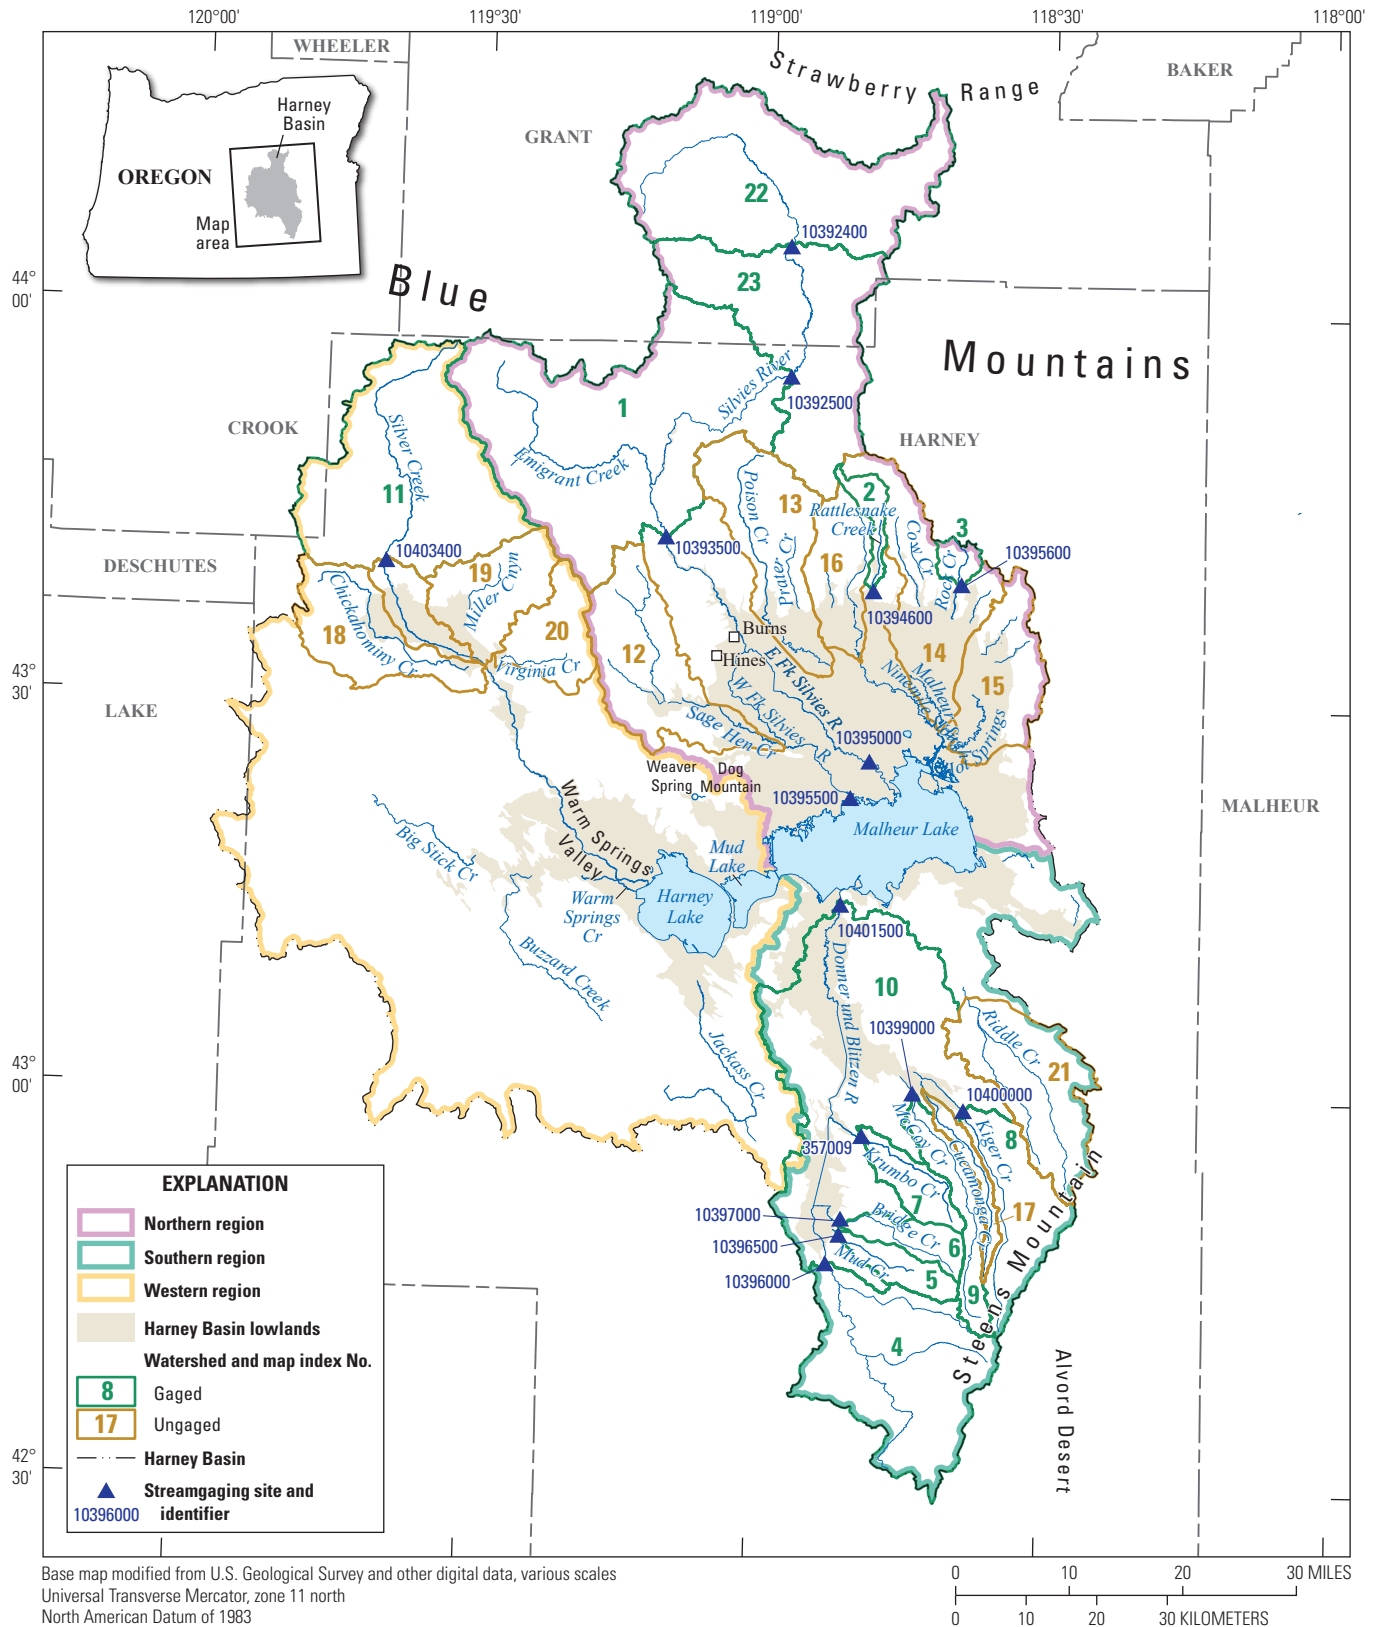 120°00'
119°30'
119°00'
118°30'
118°00'
WHEELER
BAKER
Strawberry Range
GRANT
Harney
Basin
OREGON
Map
area
22
10392400
23
44°
00'
Blue
Mountains
Silvies River
10392500
1
CROOK
HARNEY
Silver Creek
Emigrant Creek
11
Poison Cr
13
2
Rattlesnake
Creek
Cow Cr
3
10393500
10395600
10403400
DESCHUTES
19
Miller Cnyn
Prater Cr
16
Rock Cr
Chickahominy Cr
10394600
18
20
12
Burns
Hines
14
Virginia Cr
E Fk Silvies R
Ninemile
Malheur
15
43°
30'
LAKE
W Fk Silvies R
Sage Hen Cr
10395000
Hot Springs
Weaver
Spring
Dog
Mountain
10395500
MALHEUR
Warm Springs
Valley
Malheur Lake
Big Stick Cr
Mud
Lake
Harney
Lake
Warm
Springs
Cr
10401500
Buzzard Creek
Donner und Blitzen R
10
10399000
Riddle Cr
Jackass Cr
21
43°
00'
10400000
McCoy Cr
Kiger Cr
8
357009
Krumbo Cr
Cucamonga Cr
7
17
10397000
Bridge Cr
10396500
6
Mud Cr
5
10396000
9
4
Steens Mountain
Alvord Desert
42°
30'
EXPLANATION
Northern region
Southern region
Western region
Harney Basin lowlands
Watershed and map index No.
8 Gaged
17 Ungaged
Harney Basin
Streamgaging site and
10396000 identifier
Base map modified from U.S. Geological Survey and other digital data, various scales
Universal Transverse Mercator, zone 11 north
North American Datum of 1983
0 10 20 30 MILES
0 10 20 30 KILOMETERS